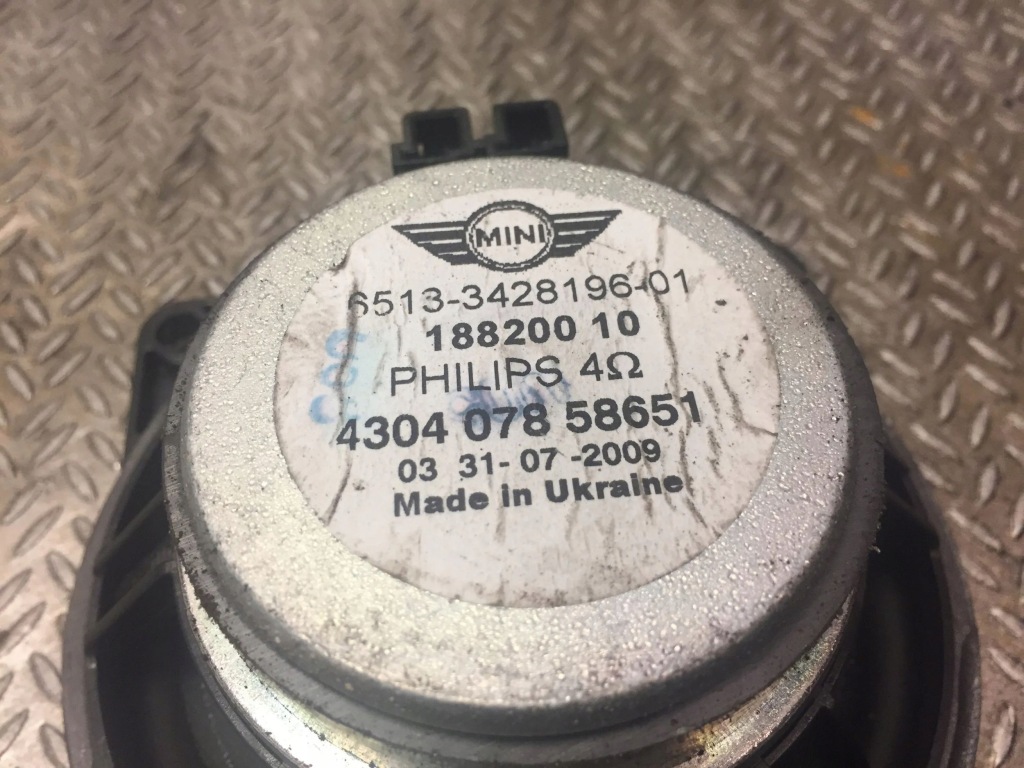 MINI
6513-3428196-01
188200 10
PHILIPS 4Ω
4304 078 58651
03 31-07-2009
Made in Ukraine